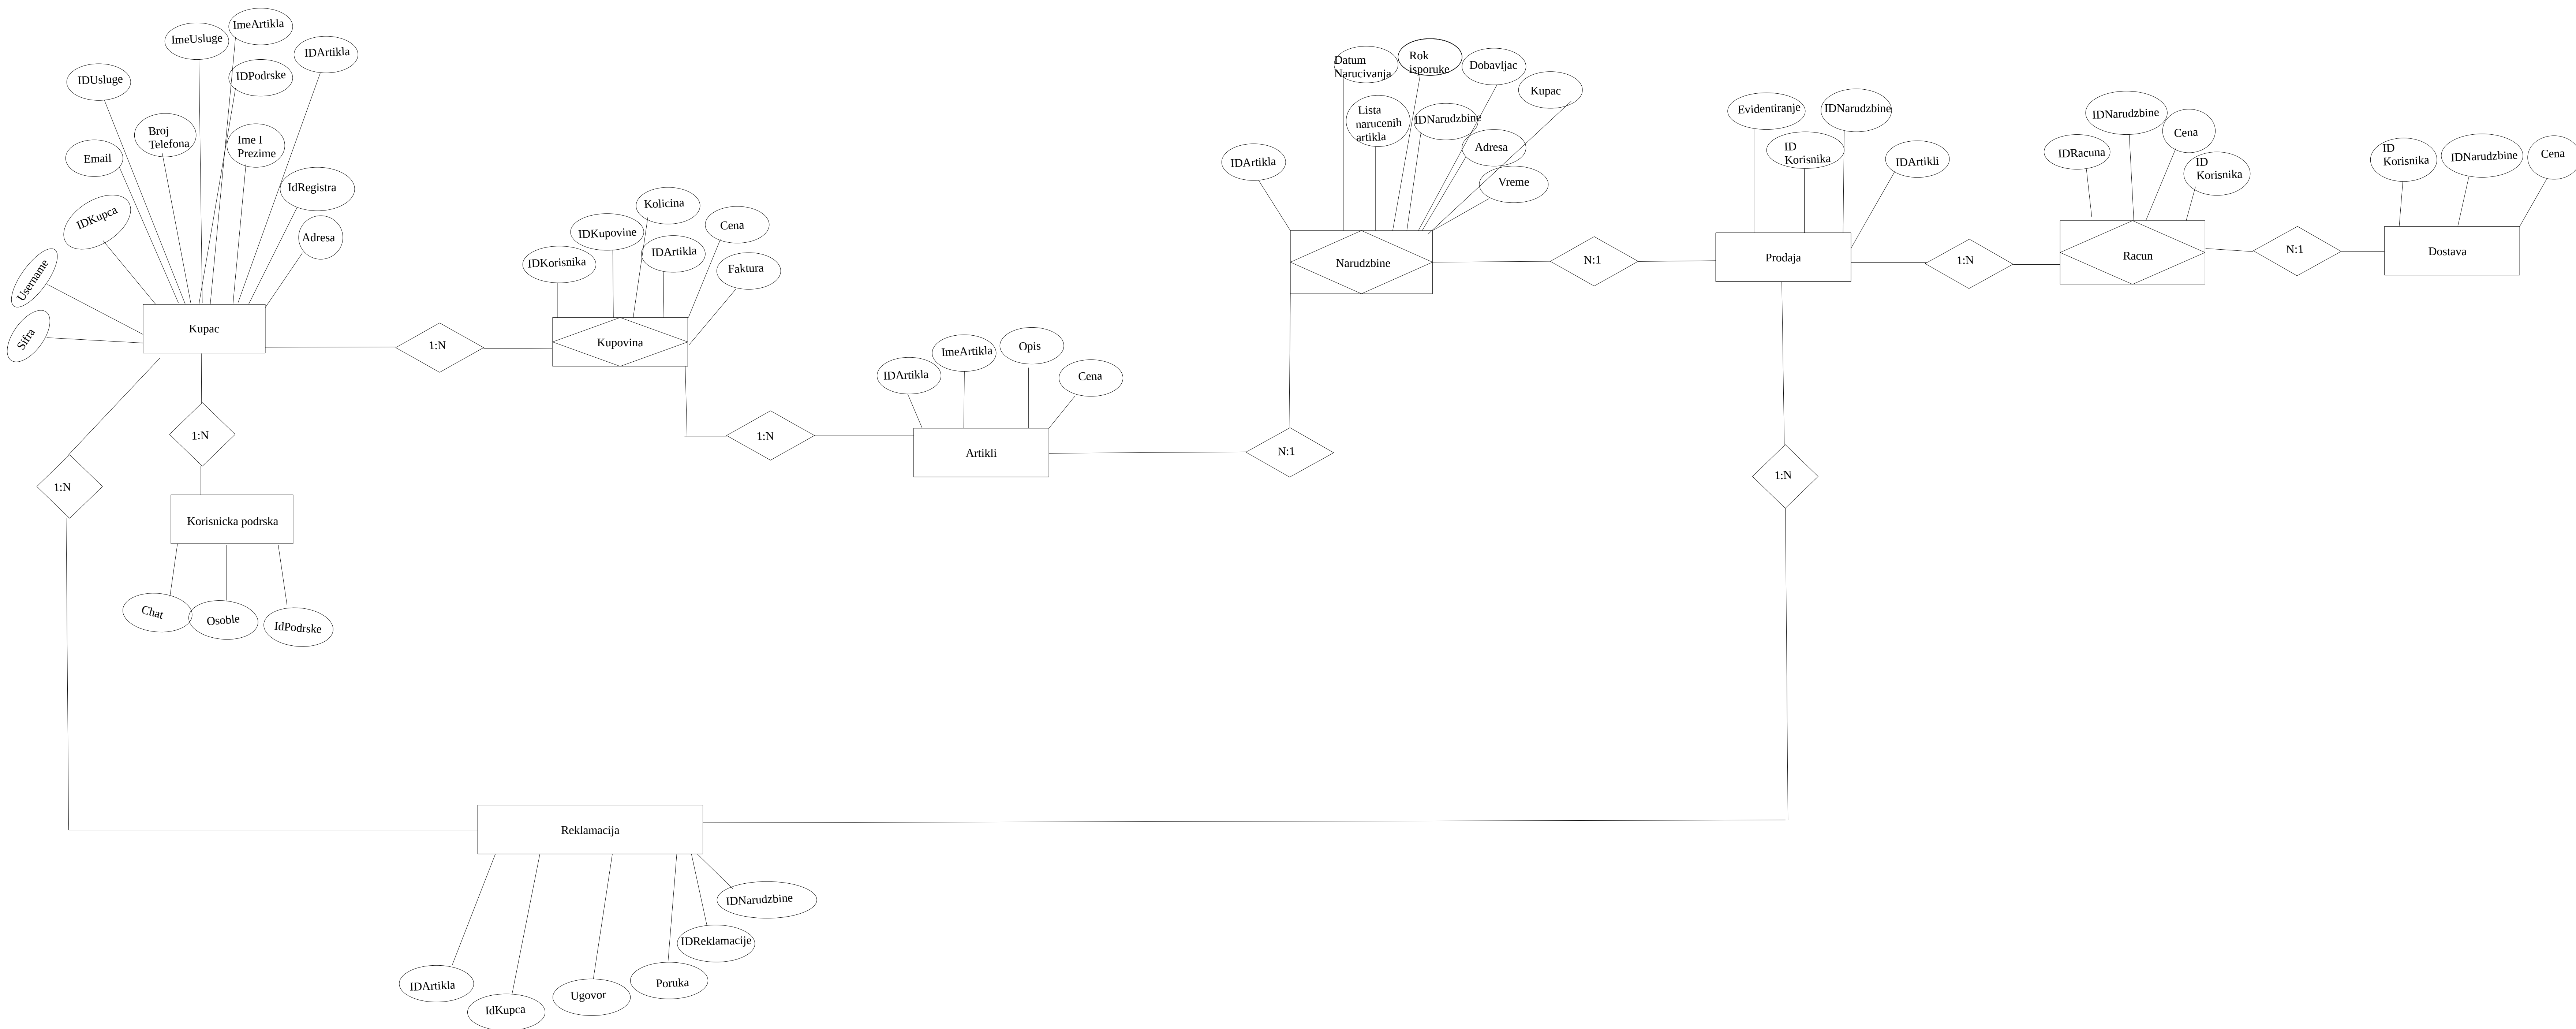 ImeArtikla
ImeUsluge
IDArtikla
IDUsluge
IDPodrske
Broj
Telefona
Ime I
Prezime
Email
IdRegistra
IDKupca
Adresa
Username
Sifra
Kupac
1:N
1:N
1:N
Korisnicka podrska
Chat
Osoble
IdPodrske
Kolicina
IDKupovine
Cena
IDKorisnika
IDArtikla
Faktura
Kupovina
1:N
IDArtikla
ImeArtikla
Opis
Cena
Artikli
N:1
Datum
Narucivanja
Rok
isporuke
Dobavljac
Kupac
Lista
narucenih
artikla
IDNarudzbine
Adresa
IDArtikla
Vreme
Narudzbine
N:1
Evidentiranje
IDNarudzbine
ID
Korisnika
IDArtikli
Prodaja
1:N
1:N
IDNarudzbine
Cena
IDRacuna
ID
Korisnika
Racun
N:1
ID
Korisnika
IDNarudzbine
Cena
Dostava
Reklamacija
IDNarudzbine
IDReklamacije
IDArtikla
IdKupca
Ugovor
Poruka